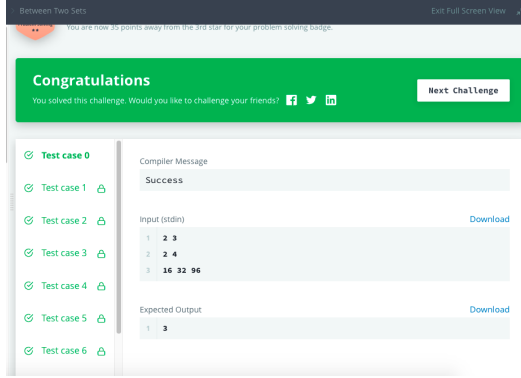 Between Two Sets
Exit Full Screen View
You are now 35 points away from the 3rd star for your problem solving badge.
Congratulations
You solved this challenge. Would you like to challenge your friends?
Next Challenge
Test case 0
Test case 1
Test case 2
Test case 3
Test case 4
Test case 5
Test case 6
Compiler Message
Success
Input (stdin)
Download
1 2 3
2 2 4
3 16 32 96
Expected Output
Download
1 3